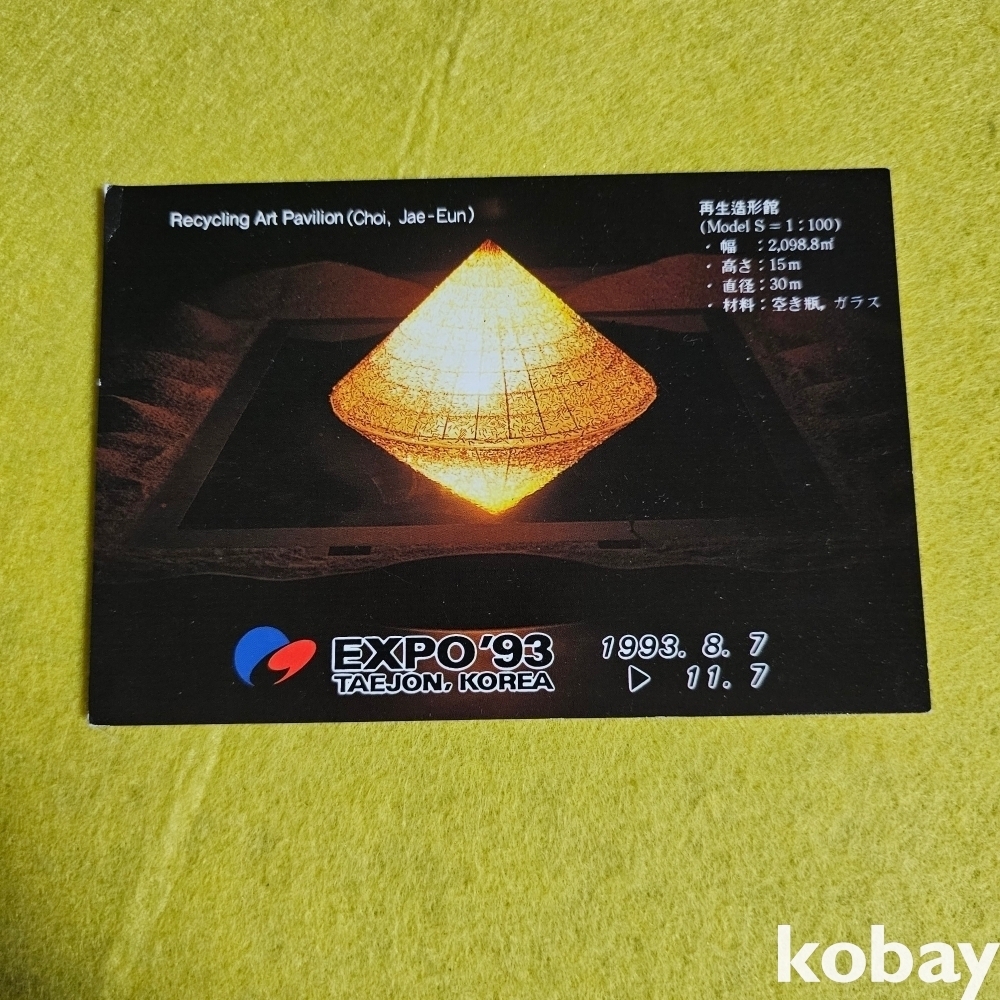 Recycling Art Pavilion (Choi, Jae-Eun)
再生造形館
(Model S = 1 : 100)
・幅 : 2,098.8㎡
・高さ : 15m
・直径 : 30m
・材料 : 空き瓶。ガラス
EXPO '93
TAEJON, KOREA
1993. 8. 7
▷ 11. 7
kobay